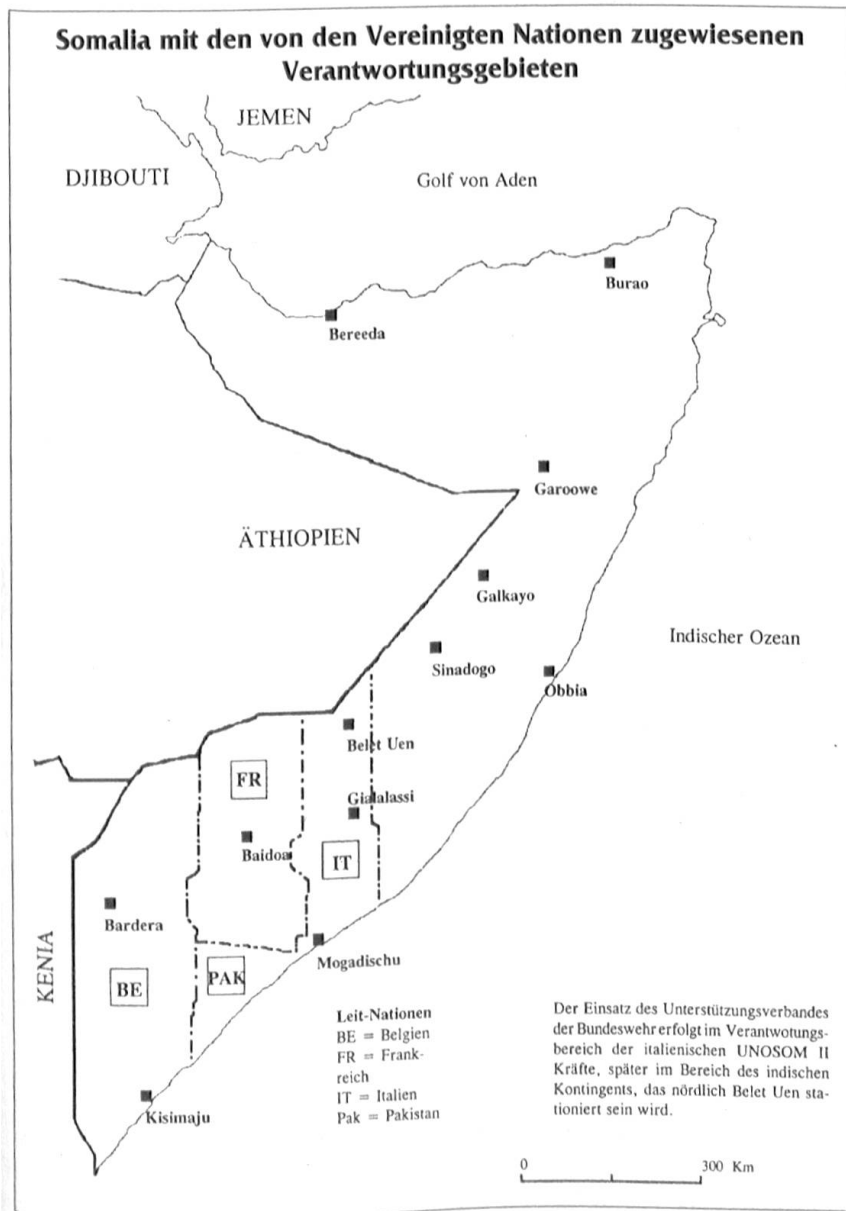 Somalia mit den von den Vereinigten Nationen zugewiesenen
Verantwortungsgebieten
JEMEN
DJIBOUTI
Golf von Aden
Burao
Bereeda
Garoowe
ÄTHIOPIEN
Galkayo
Indischer Ozean
Sinadogo
Obbia
Belet Uen
FR
Gialalassi
Baidoa
IT
Bardera
KENIA
Mogadischu
PAK
BE
Kisimaju
Leit-Nationen
BE = Belgien
FR = Frank-
reich
IT = Italien
Pak = Pakistan
Der Einsatz des Unterstützungsverbandes
der Bundeswehr erfolgt im Verantwotungs-
bereich der italienischen UNOSOM II
Kräfte, später im Bereich des indischen
Kontingents, das nördlich Belet Uen sta-
tioniert sein wird.
0 300 Km